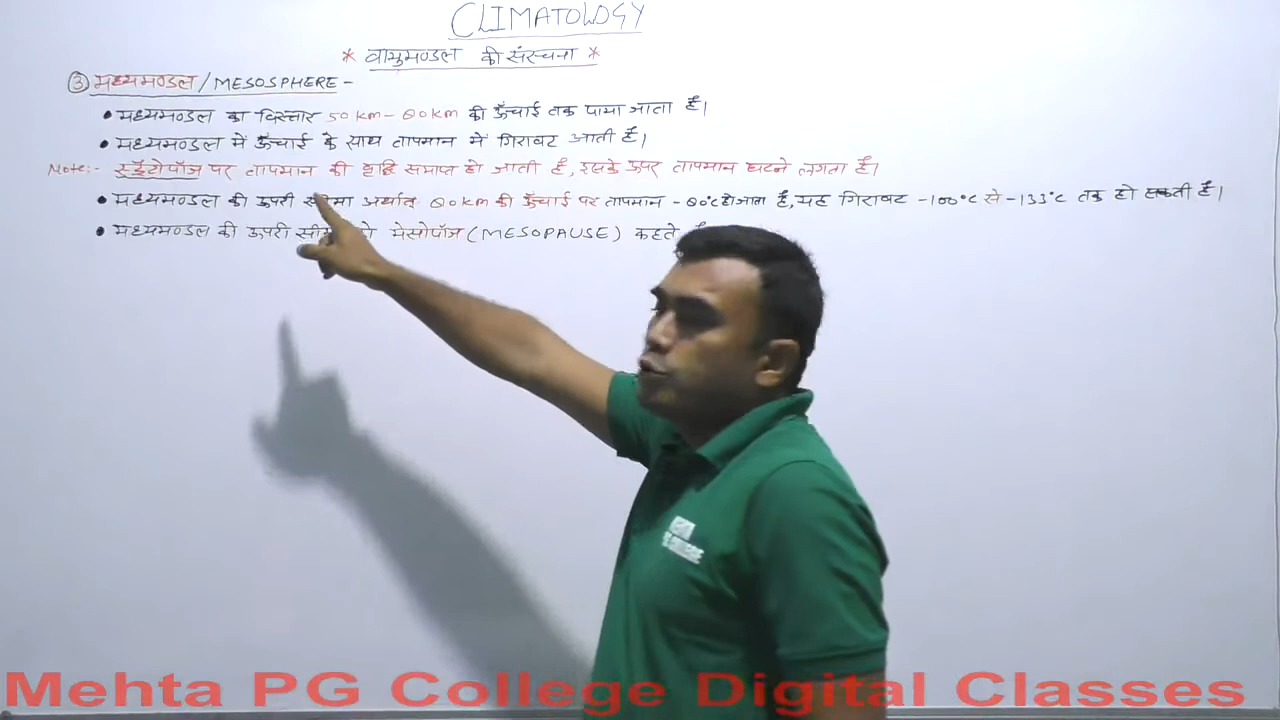 CLIMATOLOGY
* वायुमण्डल की संरचना *
③ मध्यमण्डल / MESOSPHERE -
• मध्यमण्डल का विस्तार 50 km - 80 km की ऊँचाई तक पाया जाता है।
• मध्यमण्डल में ऊँचाई के साथ तापमान में गिरावट आती है।
Note:- स्ट्रेटोपॉज पर तापमान की वृद्धि समाप्त हो जाती है, इसके ऊपर तापमान घटने लगता है।
• मध्यमण्डल की ऊपरी सीमा अर्थात् 80 km की ऊँचाई पर तापमान -80°C हो जाता है, यह गिरावट -100°C से -133°C तक हो सकती है।
• मध्यमण्डल की ऊपरी मेसोपॉज (MESOPAUSE) कहते
Mehta PG College Digital Classes